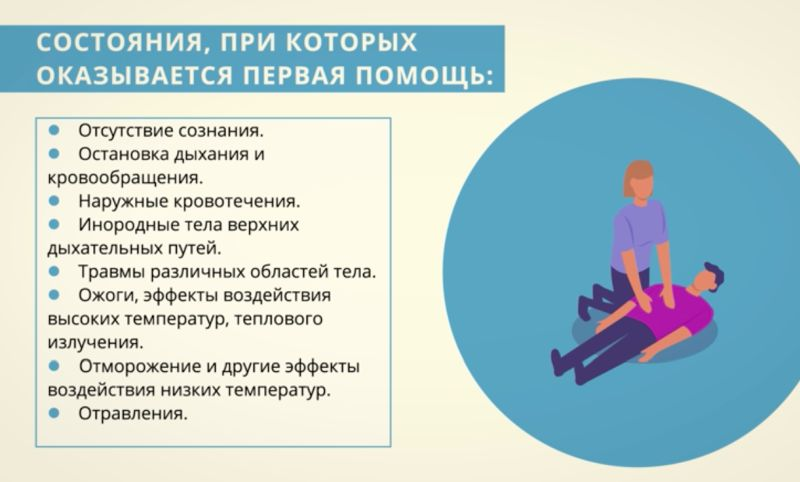 СОСТОЯНИЯ, ПРИ КОТОРЫХ
ОКАЗЫВАЕТСЯ ПЕРВАЯ ПОМОЩЬ:
● Отсутствие сознания.
● Остановка дыхания и
кровообращения.
● Наружные кровотечения.
● Инородные тела верхних
дыхательных путей.
● Травмы различных областей тела.
● Ожоги, эффекты воздействия
высоких температур, теплового
излучения.
● Отморожение и другие эффекты
воздействия низких температур.
● Отравления.